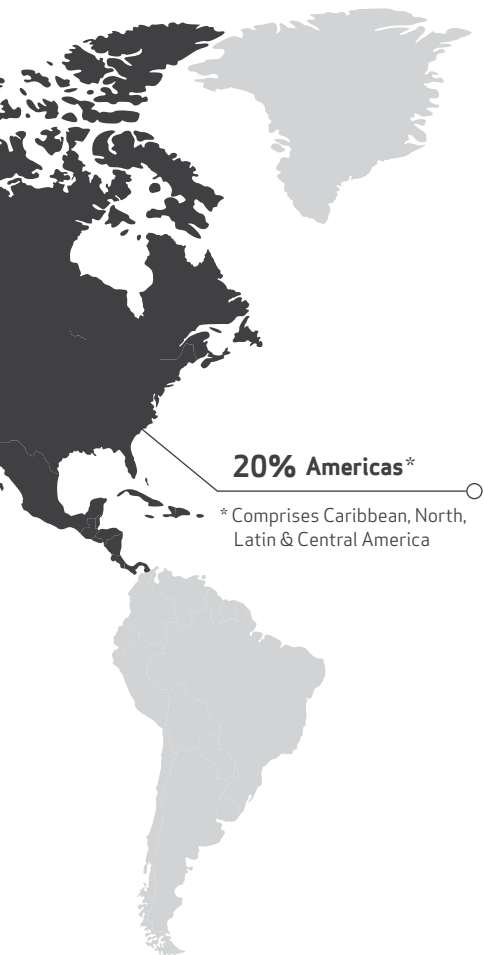 20% Americas*
* Comprises Caribbean, North,
Latin & Central America